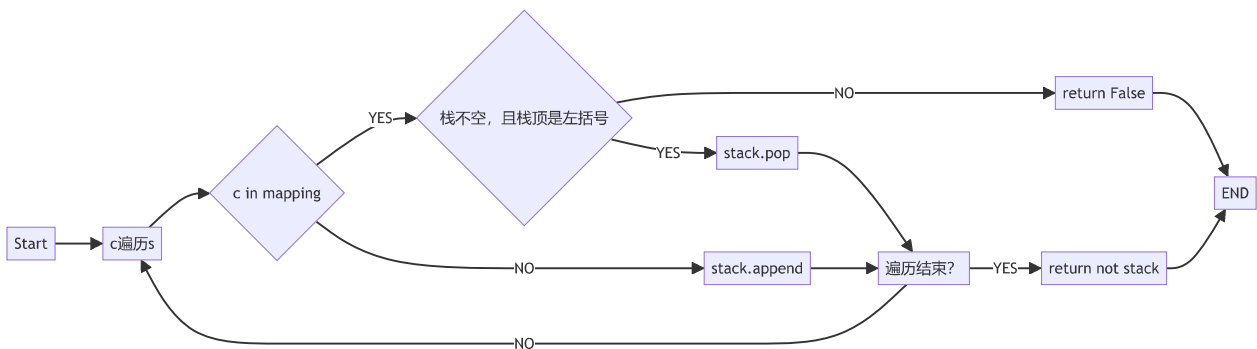 Start
c遍历s
c in mapping
YES
栈不空，且栈顶是左括号
NO
return False
YES
stack.pop
NO
stack.append
遍历结束？
YES
return not stack
END
NO